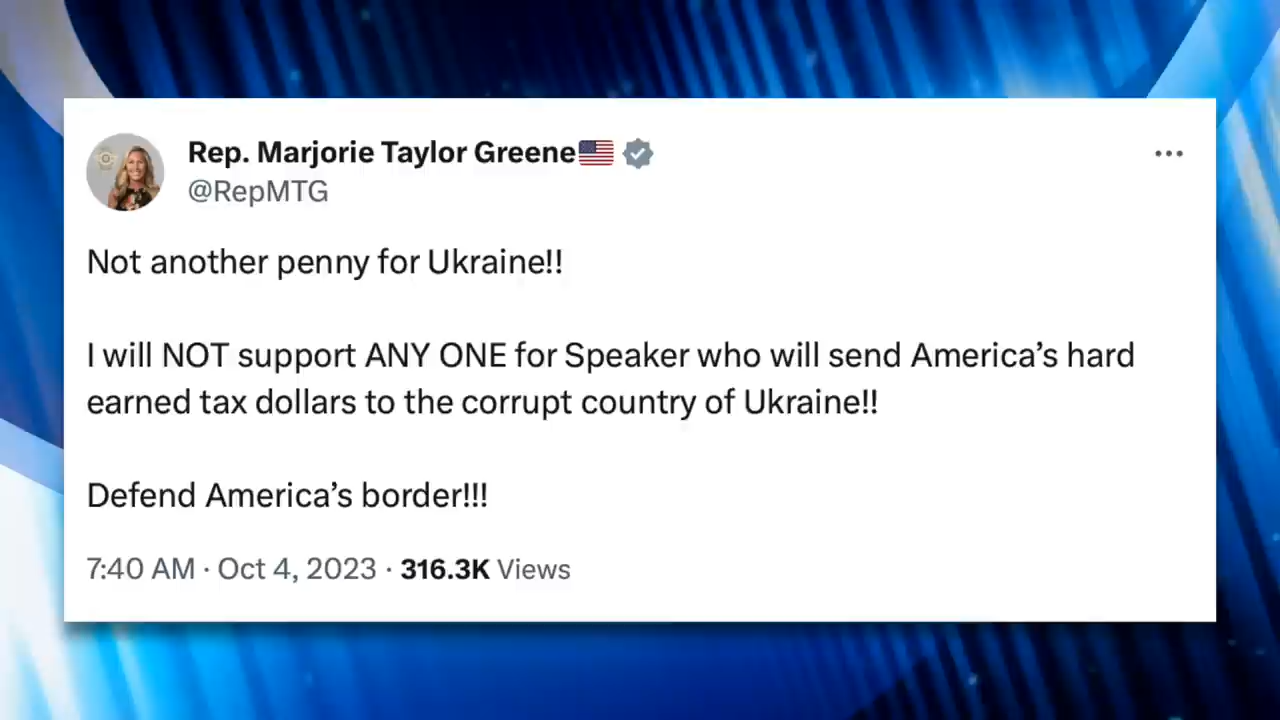 Rep. Marjorie Taylor Greene🇺🇸
@RepMTG
Not another penny for Ukraine!!
I will NOT support ANY ONE for Speaker who will send America’s hard
earned tax dollars to the corrupt country of Ukraine!!
Defend America’s border!!!
7:40 AM · Oct 4, 2023 · 316.3K Views